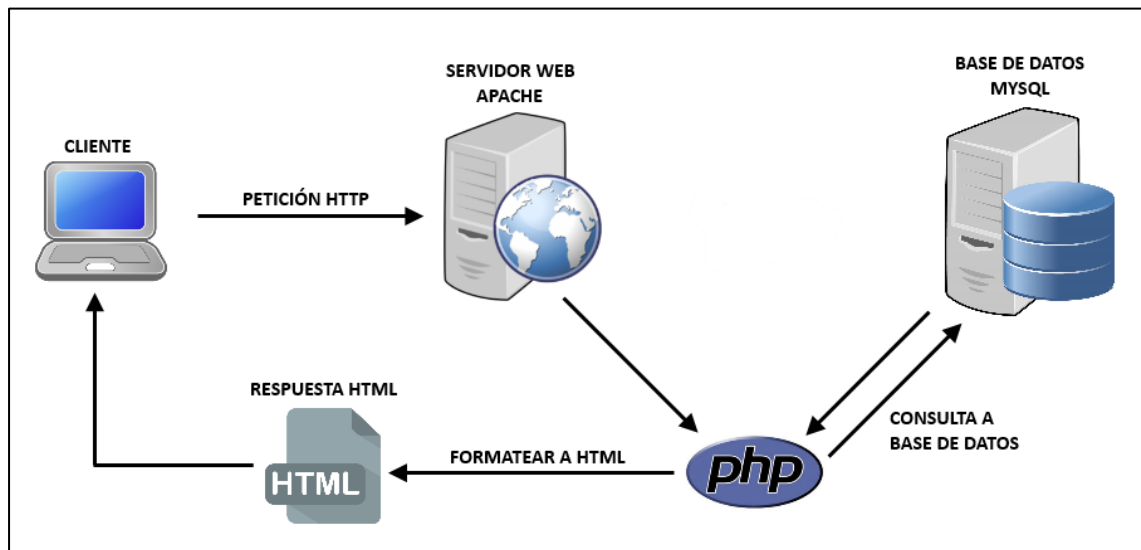 SERVIDOR WEB
APACHE
BASE DE DATOS
MYSQL
CLIENTE
PETICIÓN HTTP
RESPUESTA HTML
HTML
FORMATEAR A HTML
php
CONSULTA A
BASE DE DATOS